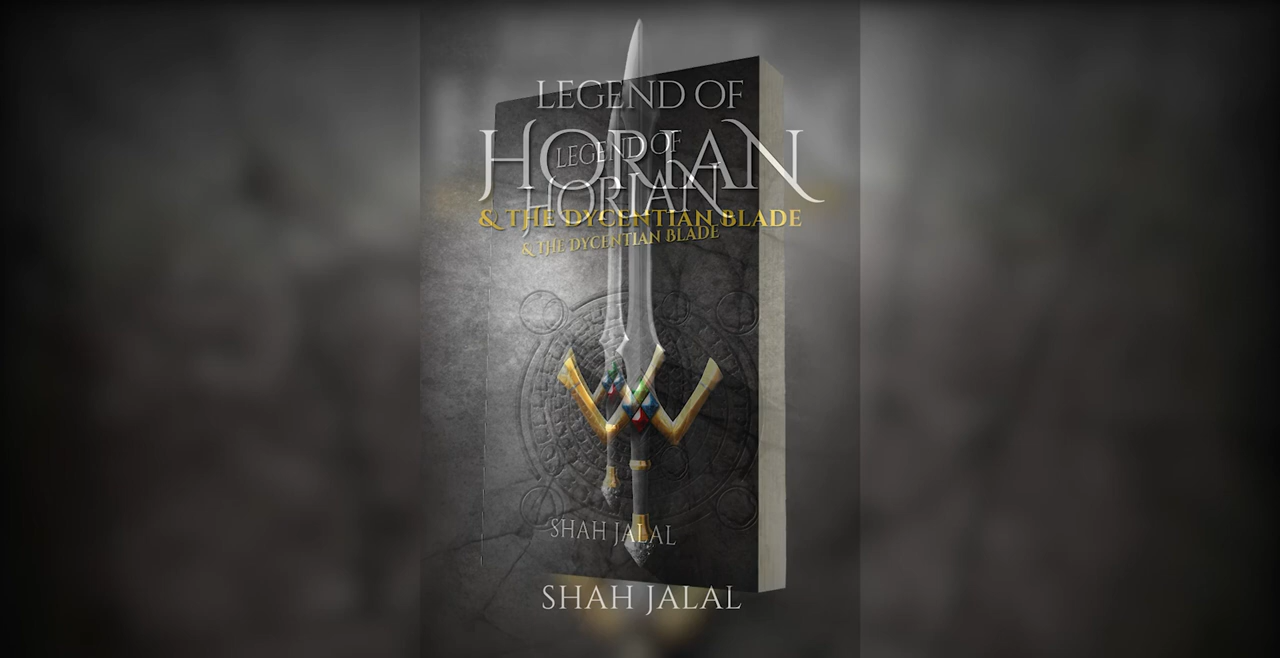 LEGEND OF
HORIAN
& THE DYCENTIAN BLADE
LEGEND OF
HORIAN
& THE DYCENTIAN BLADE
SHAH JALAL
SHAH JALAL